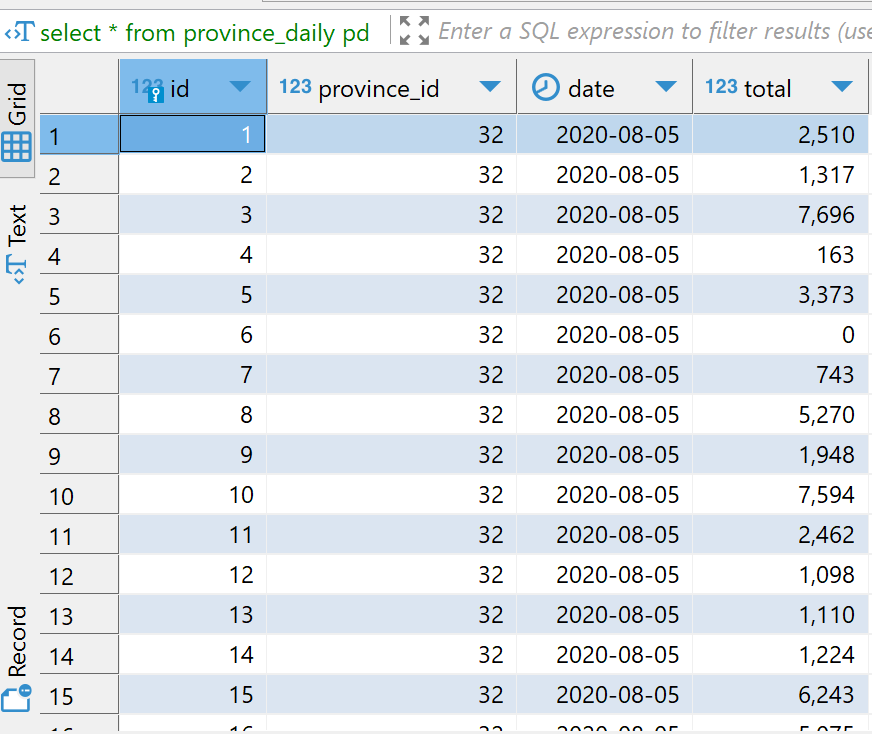 select * from province_daily pd Enter a SQL expression to filter results (use
Grid
Text
Record
123 id 123 province_id date 123 total
1 1 32 2020-08-05 2,510
2 2 32 2020-08-05 1,317
3 3 32 2020-08-05 7,696
4 4 32 2020-08-05 163
5 5 32 2020-08-05 3,373
6 6 32 2020-08-05 0
7 7 32 2020-08-05 743
8 8 32 2020-08-05 5,270
9 9 32 2020-08-05 1,948
10 10 32 2020-08-05 7,594
11 11 32 2020-08-05 2,462
12 12 32 2020-08-05 1,098
13 13 32 2020-08-05 1,110
14 14 32 2020-08-05 1,224
15 15 32 2020-08-05 6,243